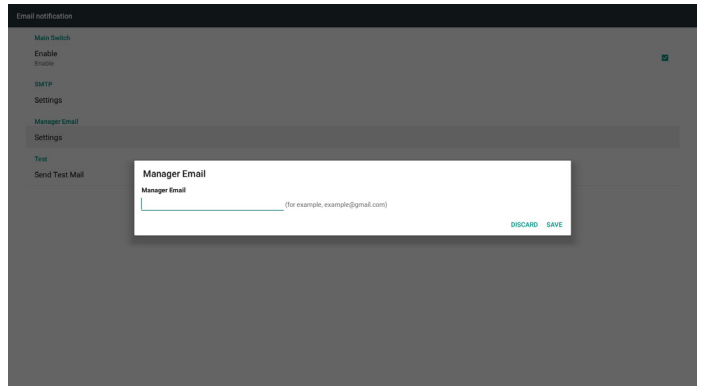 Email notification
Main Switch
Enable
Enable
SMTP
Settings
Manager Email
Settings
Test
Send Test Mail
Manager Email
Manager Email
(for example, example@gmail.com)
DISCARD SAVE